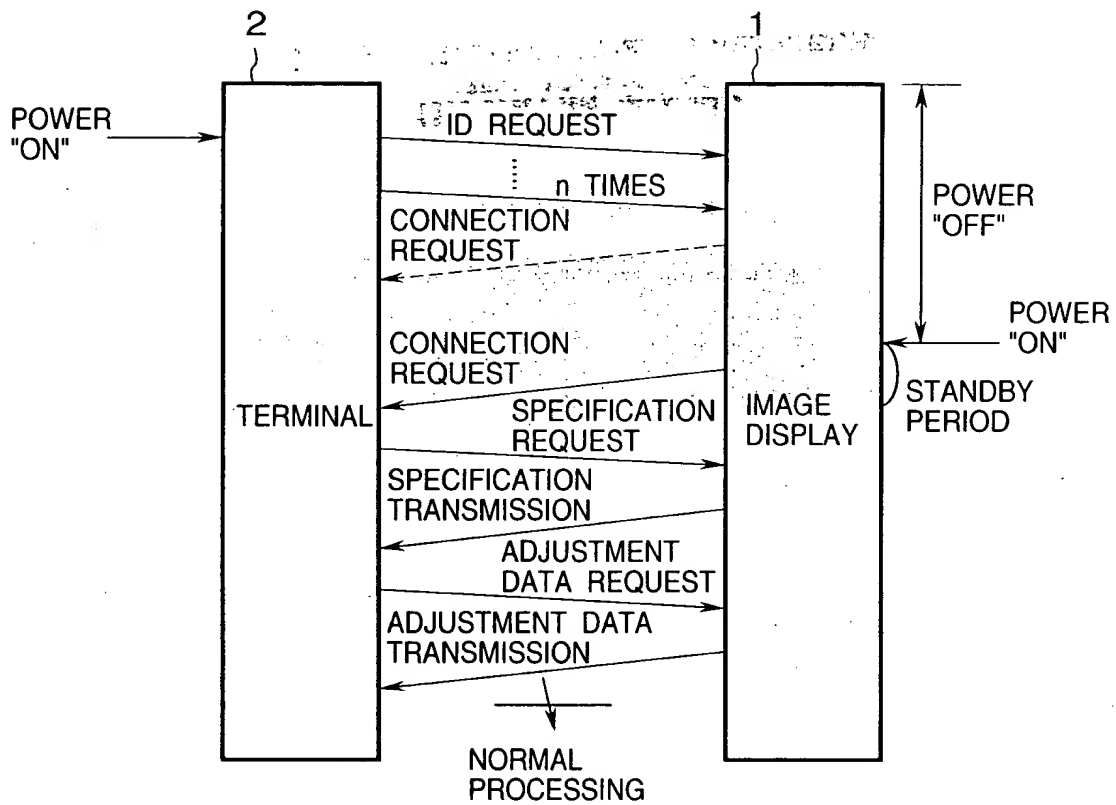 2
1
POWER
"ON"
ID REQUEST
n TIMES
CONNECTION
REQUEST
POWER
"OFF"
POWER
"ON"
CONNECTION
REQUEST
STANDBY
PERIOD
TERMINAL
SPECIFICATION
REQUEST
IMAGE
DISPLAY
SPECIFICATION
TRANSMISSION
ADJUSTMENT
DATA REQUEST
ADJUSTMENT DATA
TRANSMISSION
NORMAL
PROCESSING